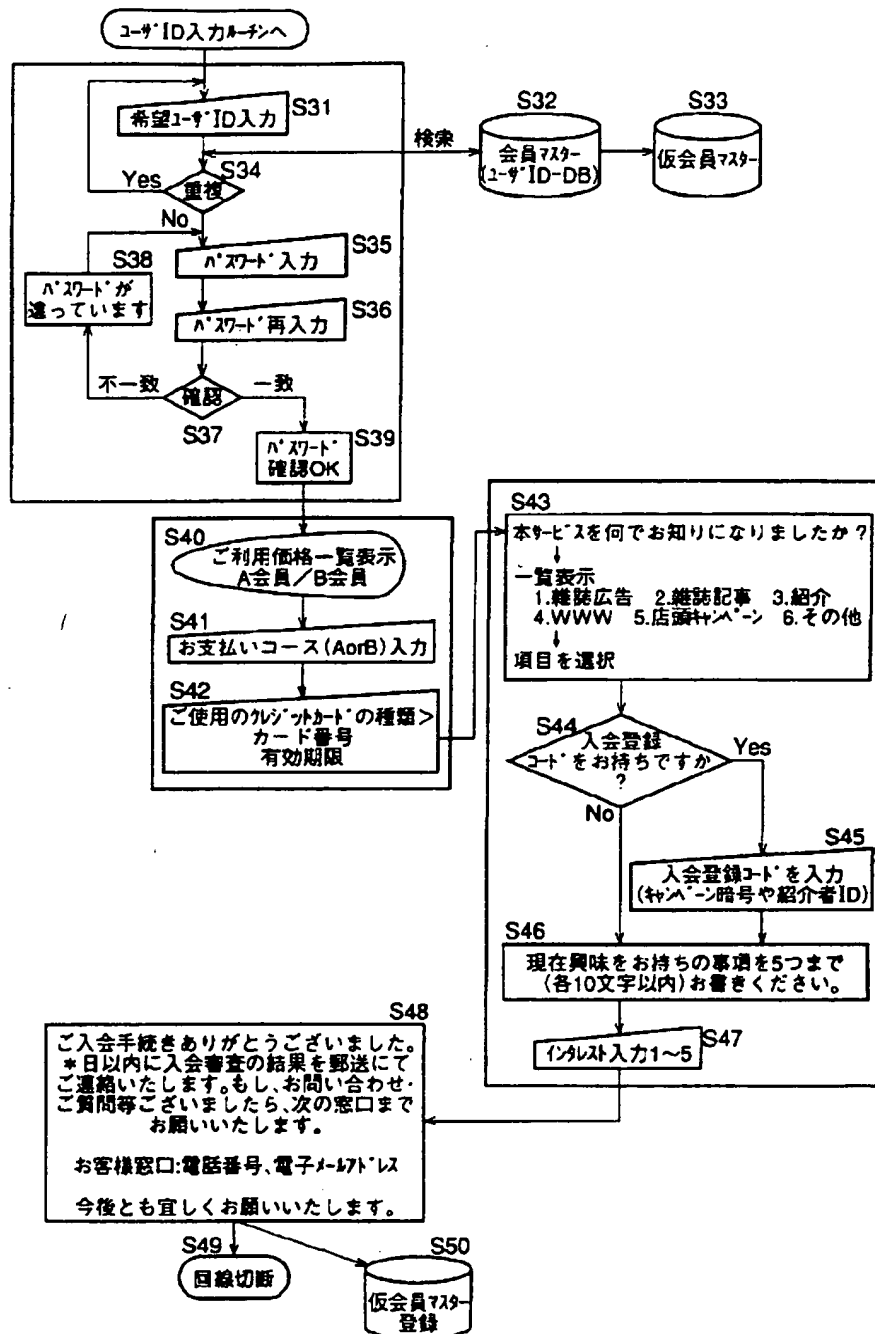 ﾕｰｻﾞID入力ﾙｰﾁﾝへ
S31
希望ﾕｰｻﾞID入力
検索
S32
会員ﾏｽﾀｰ
(ﾕｰｻﾞID-DB)
S33
仮会員ﾏｽﾀｰ
S34
Yes
重複
No
S35
ﾊﾟｽﾜｰﾄﾞ入力
S38
ﾊﾟｽﾜｰﾄﾞが
違っています
S36
ﾊﾟｽﾜｰﾄﾞ再入力
不一致
確認
一致
S37
S39
ﾊﾟｽﾜｰﾄﾞ
確認OK
S40
ご利用価格一覧表示
A会員/B会員
S41
お支払いコース(AorB)入力
S42
ご使用のｸﾚｼﾞｯﾄｶｰﾄﾞの種類>
カード番号
有効期限
S43
本ｻｰﾋﾞｽを何でお知りになりましたか?
一覧表示
1.雑誌広告 2.雑誌記事 3.紹介
4.WWW 5.店頭ｷｬﾝﾍﾟｰﾝ 6.その他
項目を選択
S44
入会登録
ｺｰﾄﾞをお持ちですか
?
Yes
No
S45
入会登録ｺｰﾄﾞを入力
(ｷｬﾝﾍﾟｰﾝ暗号や紹介者ID)
S46
現在興味をお持ちの事項を5つまで
(各10文字以内)お書きください。
S47
ｲﾝﾀﾚｽﾄ入力1～5
S48
ご入会手続きありがとうございました。
*日以内に入会審査の結果を郵送にて
ご連絡いたします。もし、お問い合わせ・
ご質問等ございましたら、次の窓口まで
お願いいたします。
お客様窓口:電話番号、電子ﾒｰﾙｱﾄﾞﾚｽ
今後とも宜しくお願いいたします。
S49
回線切断
S50
仮会員ﾏｽﾀｰ
登録